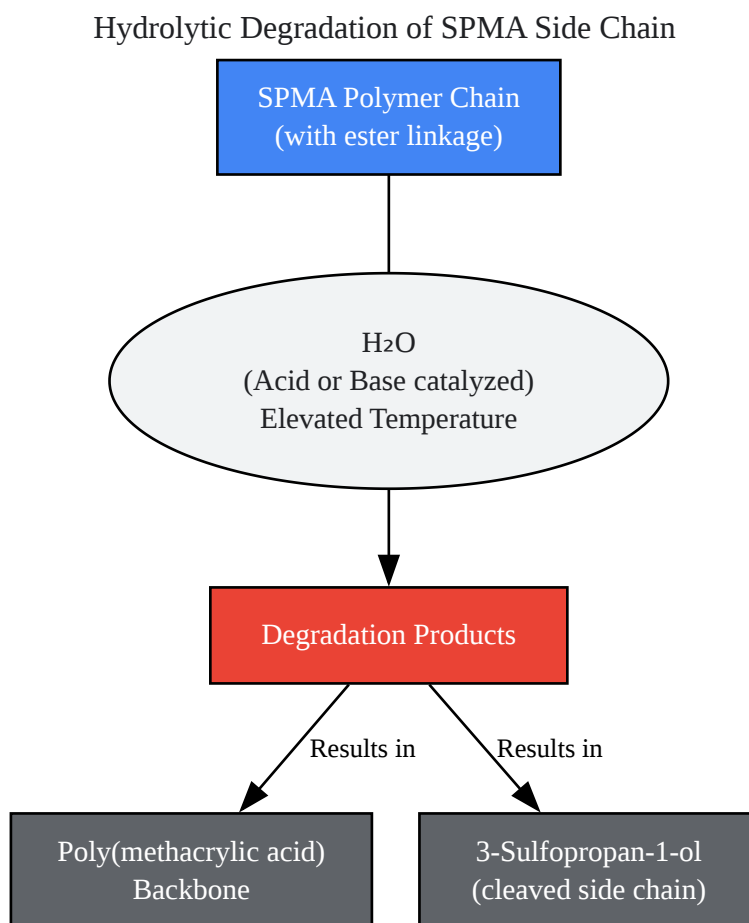 Hydrolytic Degradation of SPMA Side Chain
SPMA Polymer Chain
(with ester linkage)
H₂O
(Acid or Base catalyzed)
Elevated Temperature
Degradation Products
Results in
Results in
Poly(methacrylic acid)
Backbone
3-Sulfopropan-1-ol
(cleaved side chain)